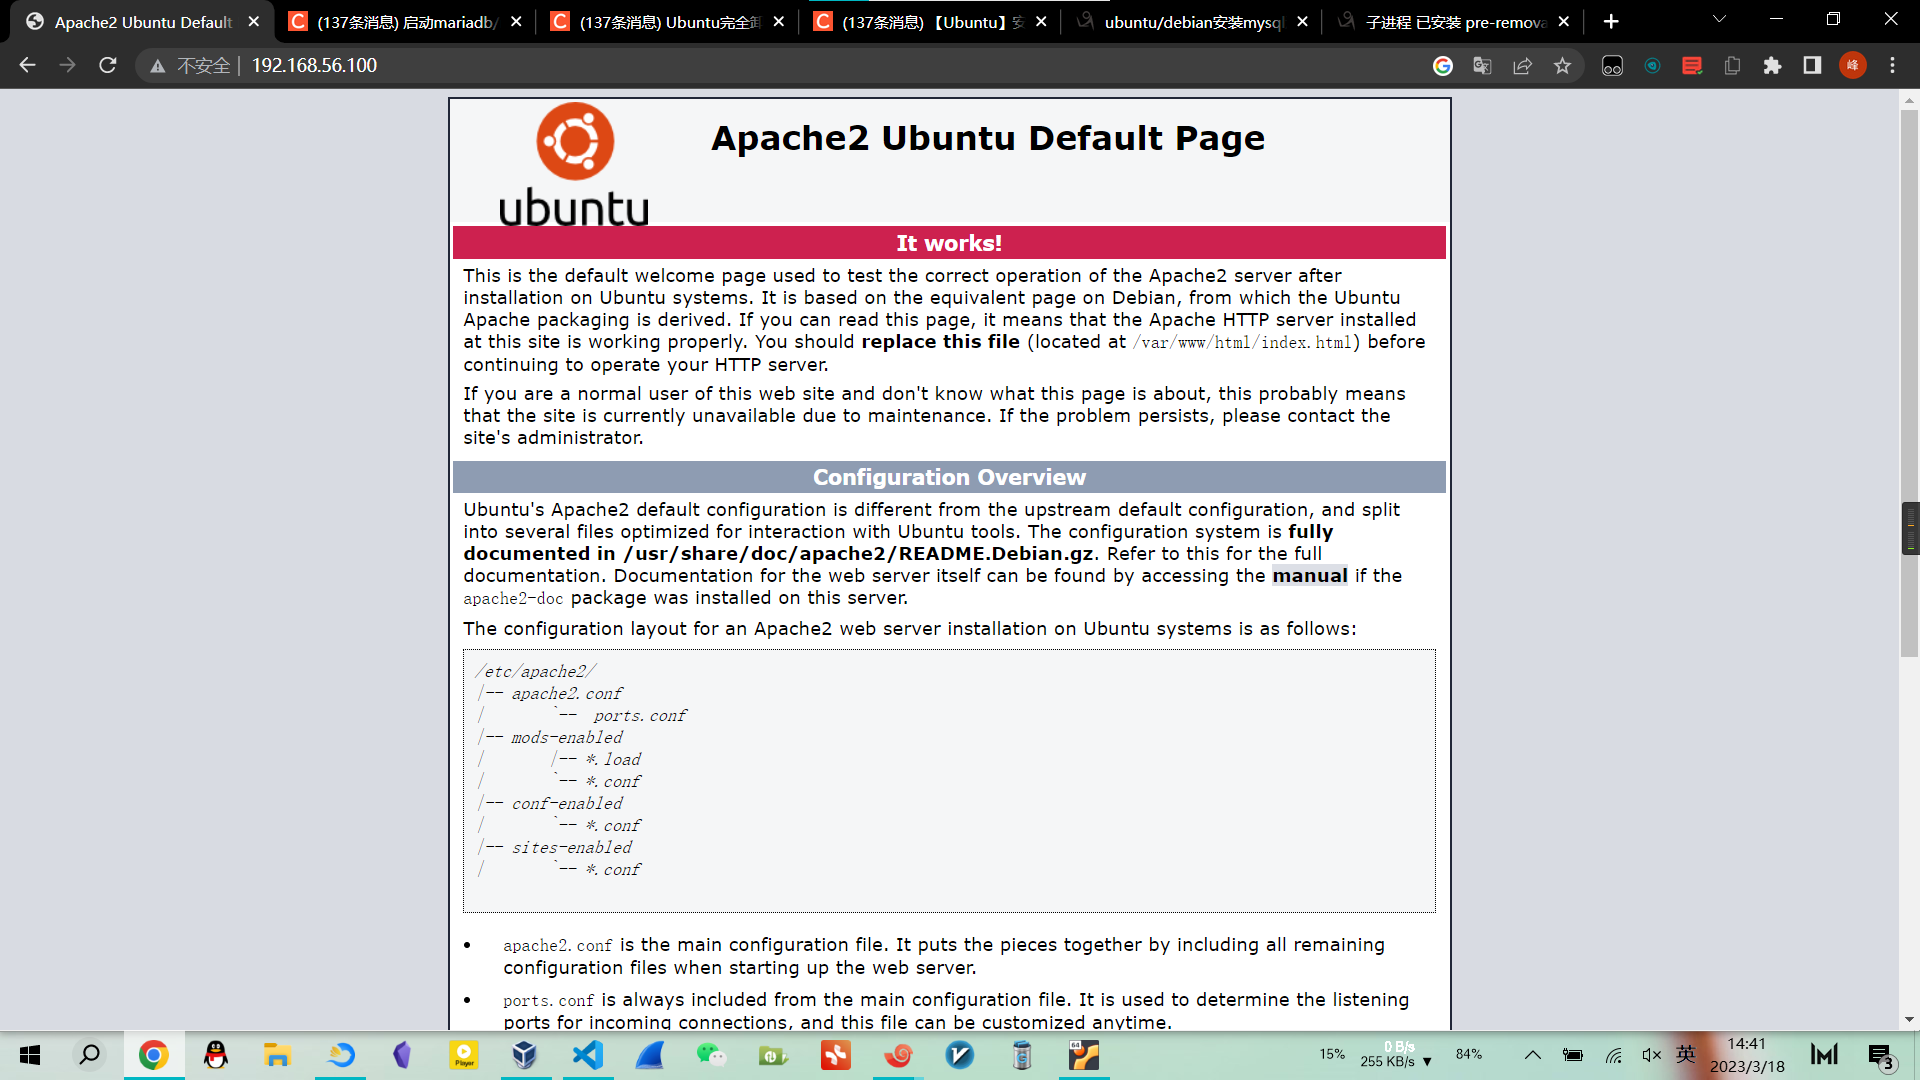 Apache2 Ubuntu Default
(137条消息) 启动mariadb/
(137条消息) Ubuntu完全卸
(137条消息) 【Ubuntu】安
ubuntu/debian安装mysql
子进程 已安装 pre-remova
不安全
192.168.56.100
峰
Apache2 Ubuntu Default Page
ubuntu
It works!
This is the default welcome page used to test the correct operation of the Apache2 server after
installation on Ubuntu systems. It is based on the equivalent page on Debian, from which the Ubuntu
Apache packaging is derived. If you can read this page, it means that the Apache HTTP server installed
at this site is working properly. You should replace this file (located at /var/www/html/index.html) before
continuing to operate your HTTP server.
If you are a normal user of this web site and don't know what this page is about, this probably means
that the site is currently unavailable due to maintenance. If the problem persists, please contact the
site's administrator.
Configuration Overview
Ubuntu's Apache2 default configuration is different from the upstream default configuration, and split
into several files optimized for interaction with Ubuntu tools. The configuration system is fully
documented in /usr/share/doc/apache2/README.Debian.gz. Refer to this for the full
documentation. Documentation for the web server itself can be found by accessing the manual if the
apache2-doc package was installed on this server.
The configuration layout for an Apache2 web server installation on Ubuntu systems is as follows:
/etc/apache2/
|-- apache2.conf
|       `--  ports.conf
|-- mods-enabled
|       |-- *.load
|       `-- *.conf
|-- conf-enabled
|       `-- *.conf
|-- sites-enabled
|       `-- *.conf
• apache2.conf is the main configuration file. It puts the pieces together by including all remaining
configuration files when starting up the web server.
• ports.conf is always included from the main configuration file. It is used to determine the listening
ports for incoming connections, and this file can be customized anytime.
Player
64
15%
0 B/s
255 KB/s ▼
84%
英
14:41
2023/3/18
3